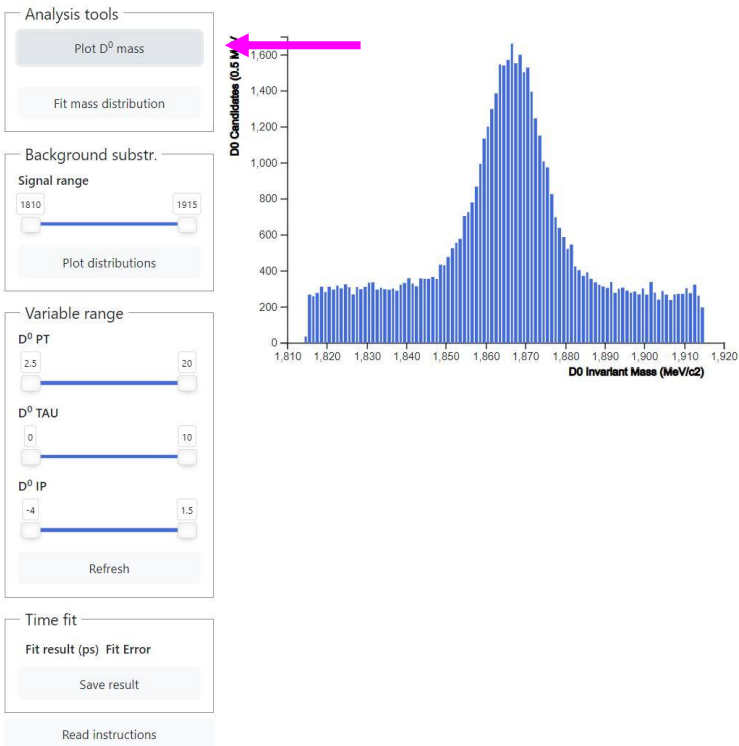 Analysis tools
Plot D⁰ mass
Fit mass distribution
Background substr.
Signal range
1810 1915
Plot distributions
Variable range
D⁰ PT
2.5 20
D⁰ TAU
0 10
D⁰ IP
-4 1.5
Refresh
Time fit
Fit result (ps) Fit Error
Save result
Read instructions
D0 Candidates (0.5 M
1,600
1,400
1,200
1,000
800
600
400
200
0
1,810 1,820 1,830 1,840 1,850 1,860 1,870 1,880 1,890 1,900 1,910 1,920
D0 Invariant Mass (MeV/c2)